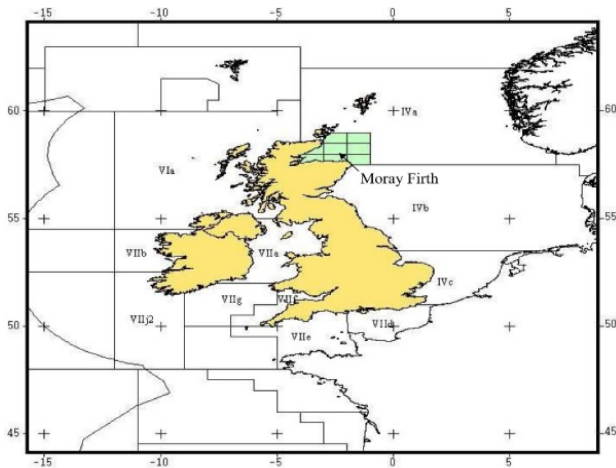 -15 -10 -5 0 5
60 60
IVa
VIa
Moray Firth
55 55
IVb
VIIb VIIa
IVc
VIIg VIIf
VIIj2
50 50
VIId
VIIe
45 45
-15 -10 -5 0 5